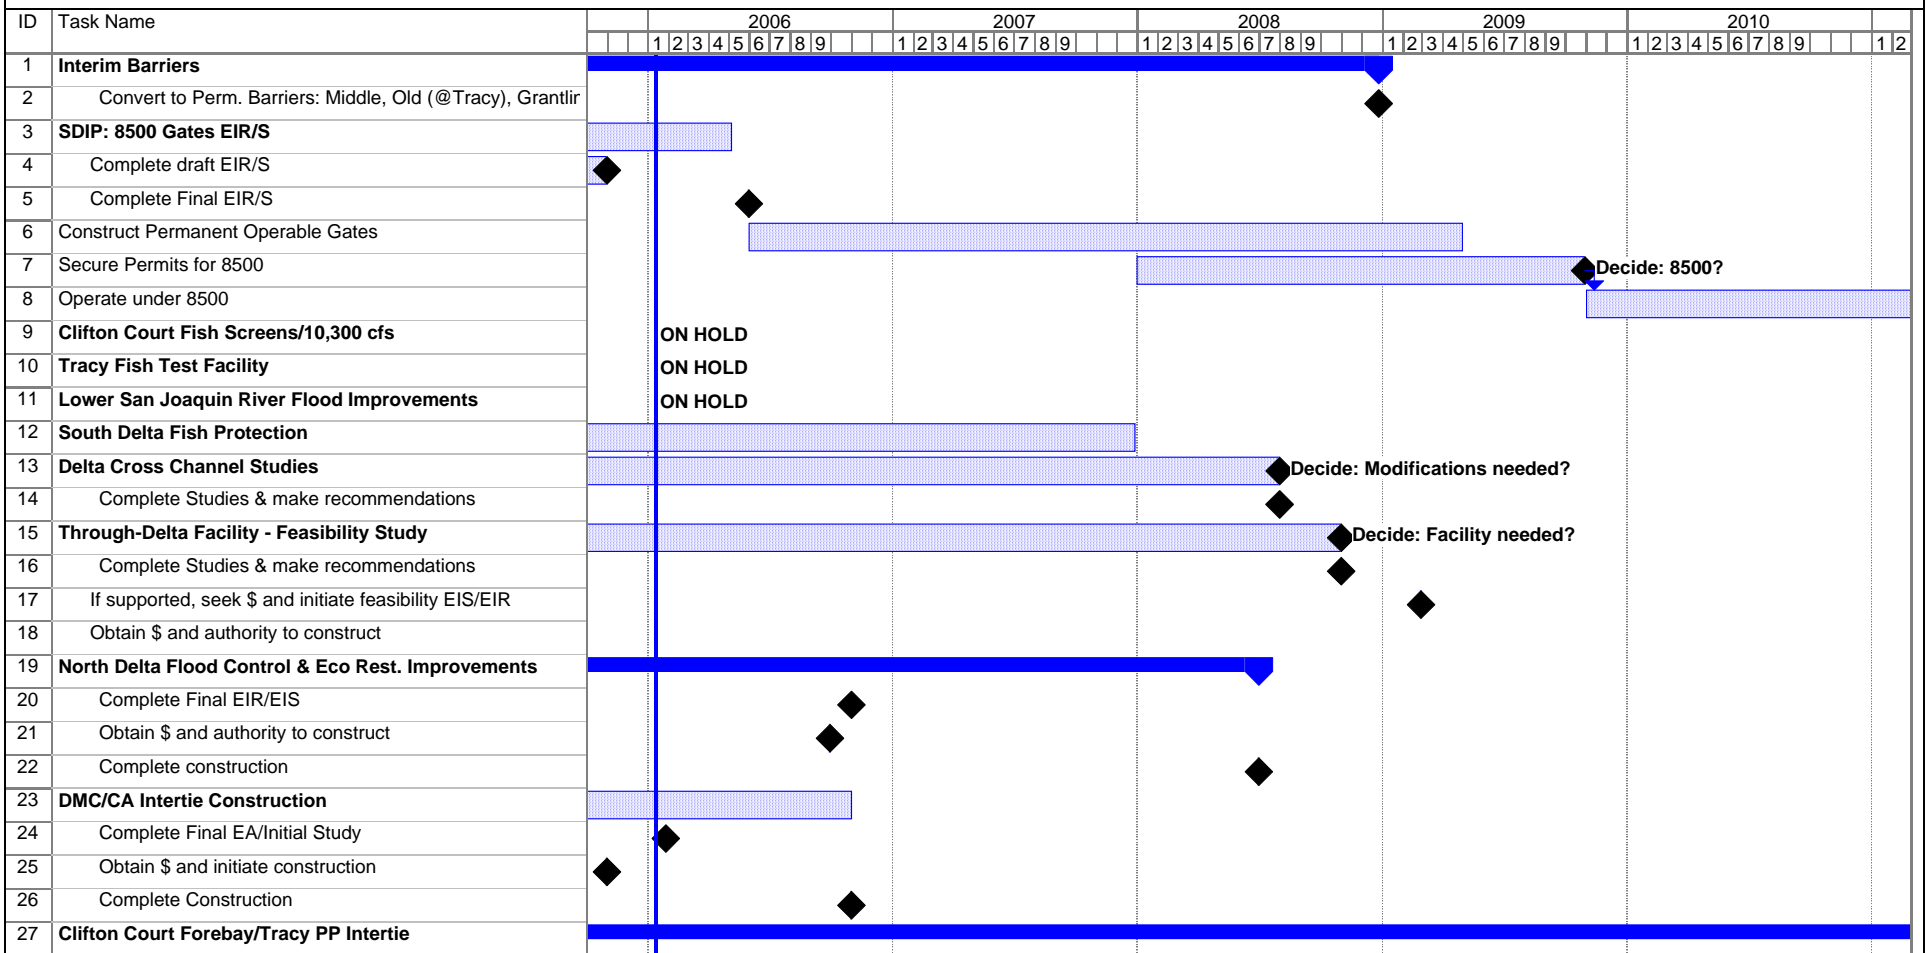 ID Task Name 2006 2007 2008 2009 2010
1 2 3 4 5 6 7 8 9 1 2 3 4 5 6 7 8 9 1 2 3 4 5 6 7 8 9 1 2 3 4 5 6 7 8 9 1 2 3 4 5 6 7 8 9 1 2
1 Interim Barriers
2 Convert to Perm. Barriers: Middle, Old (@Tracy), Grantlin
3 SDIP: 8500 Gates EIR/S
4 Complete draft EIR/S
5 Complete Final EIR/S
6 Construct Permanent Operable Gates
7 Secure Permits for 8500 Decide: 8500?
8 Operate under 8500
9 Clifton Court Fish Screens/10,300 cfs ON HOLD
10 Tracy Fish Test Facility ON HOLD
11 Lower San Joaquin River Flood Improvements ON HOLD
12 South Delta Fish Protection
13 Delta Cross Channel Studies Decide: Modifications needed?
14 Complete Studies & make recommendations
15 Through-Delta Facility - Feasibility Study Decide: Facility needed?
16 Complete Studies & make recommendations
17 If supported, seek $ and initiate feasibility EIS/EIR
18 Obtain $ and authority to construct
19 North Delta Flood Control & Eco Rest. Improvements
20 Complete Final EIR/EIS
21 Obtain $ and authority to construct
22 Complete construction
23 DMC/CA Intertie Construction
24 Complete Final EA/Initial Study
25 Obtain $ and initiate construction
26 Complete Construction
27 Clifton Court Forebay/Tracy PP Intertie